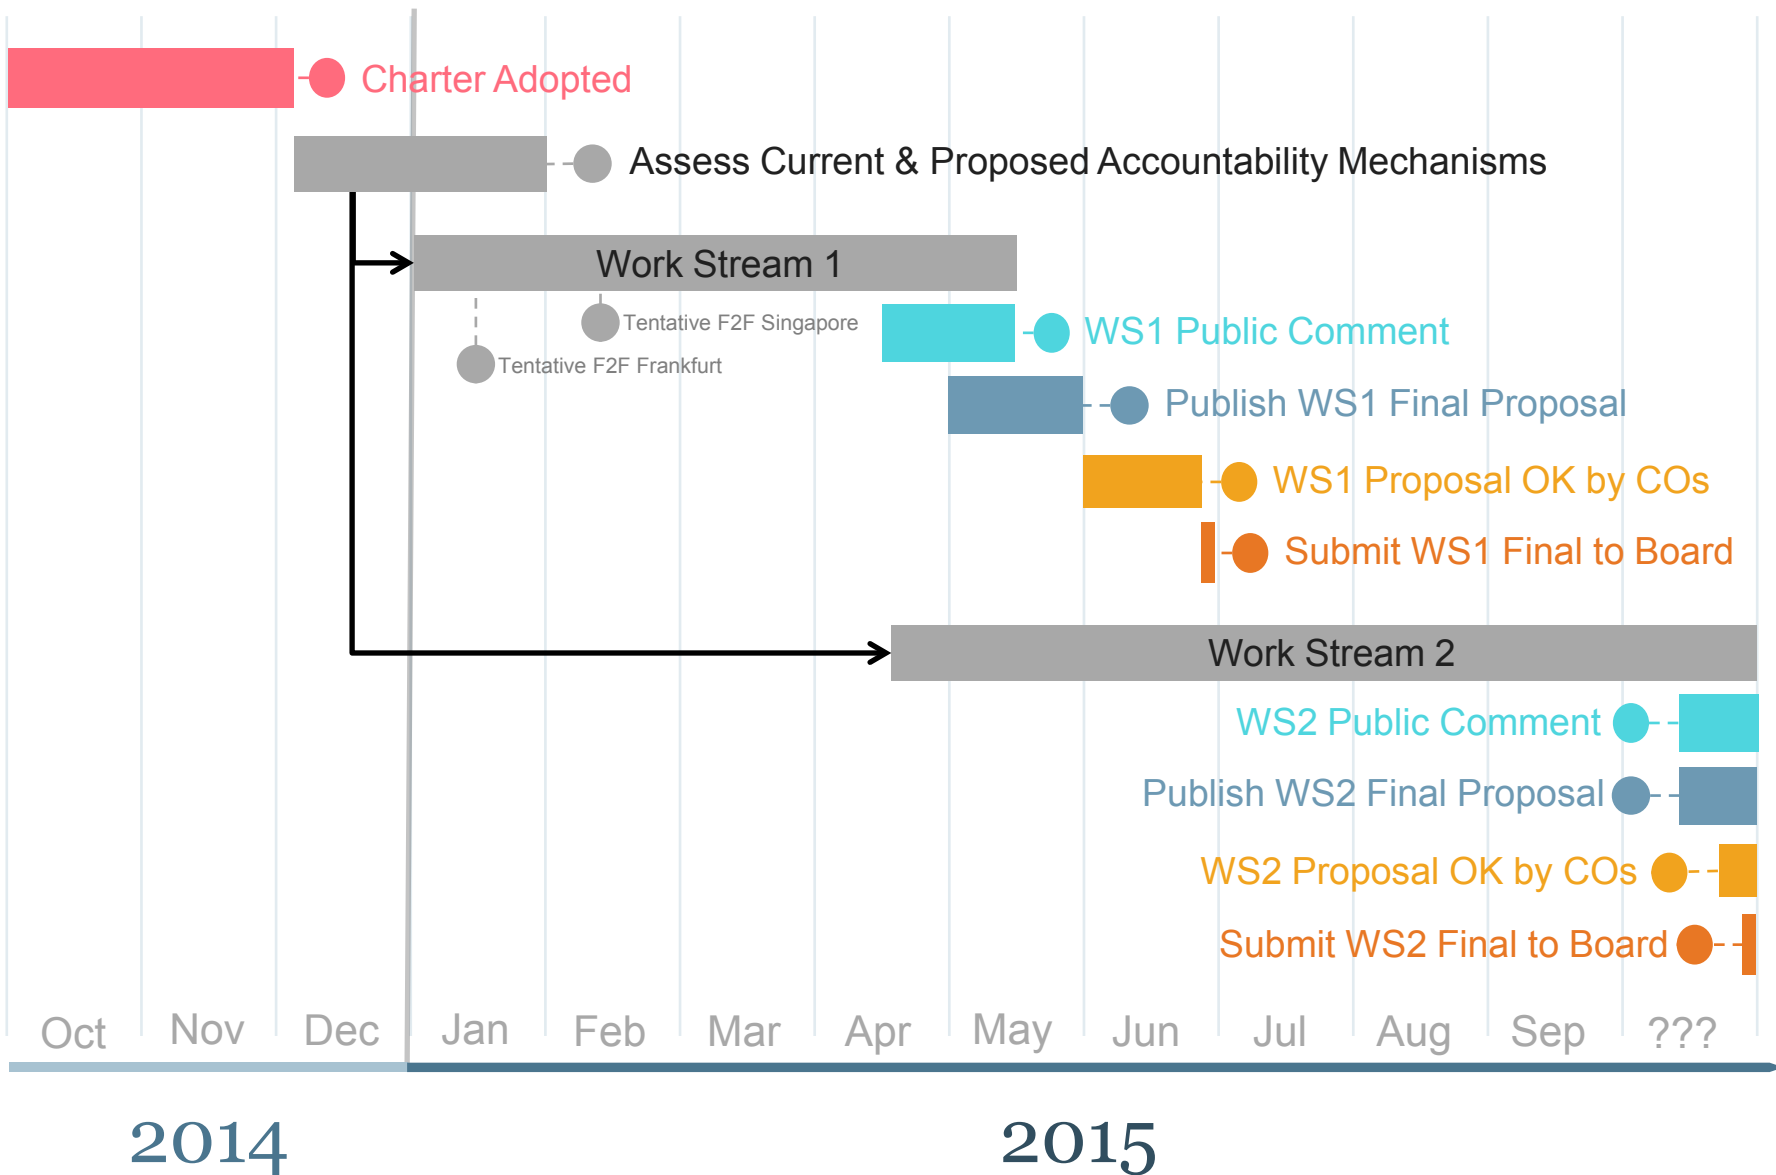 Charter Adopted
Assess Current & Proposed Accountability Mechanisms
Work Stream 1
Tentative F2F Singapore
Tentative F2F Frankfurt
WS1 Public Comment
Publish WS1 Final Proposal
WS1 Proposal OK by COs
Submit WS1 Final to Board
Work Stream 2
WS2 Public Comment
Publish WS2 Final Proposal
WS2 Proposal OK by COs
Submit WS2 Final to Board
Oct Nov Dec Jan Feb Mar Apr May Jun Jul Aug Sep ???
2014 2015